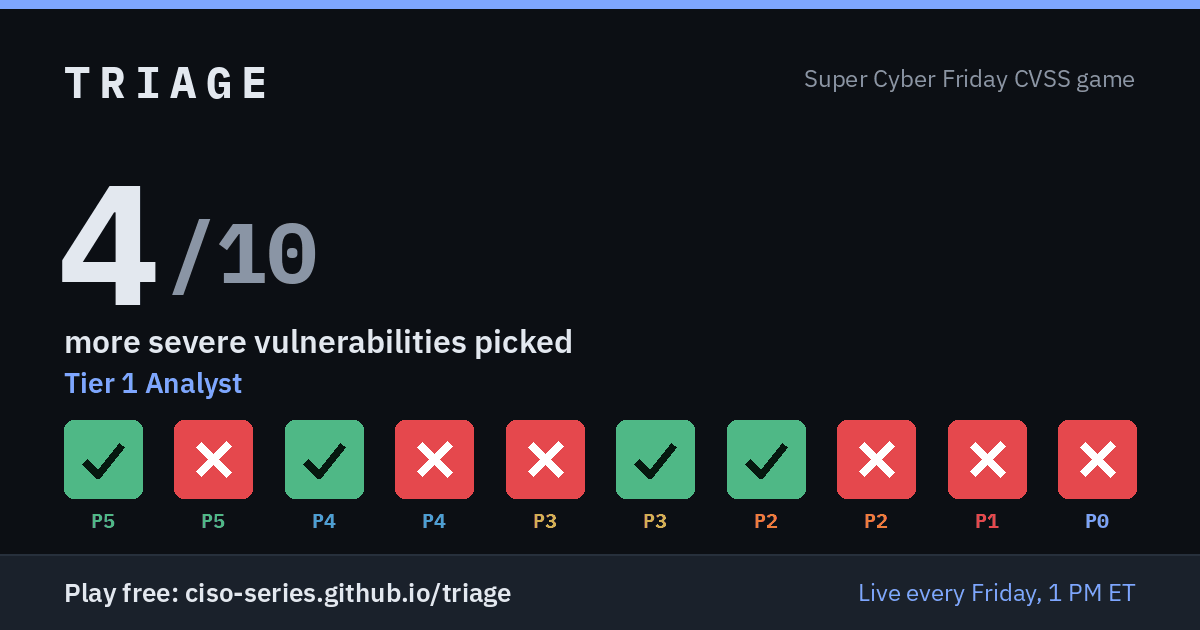 TRIAGE
Super Cyber Friday CVSS game
4/10
more severe vulnerabilities picked
Tier 1 Analyst
P5 P5 P4 P4 P3 P3 P2 P2 P1 P0
Play free: ciso-series.github.io/triage
Live every Friday, 1 PM ET